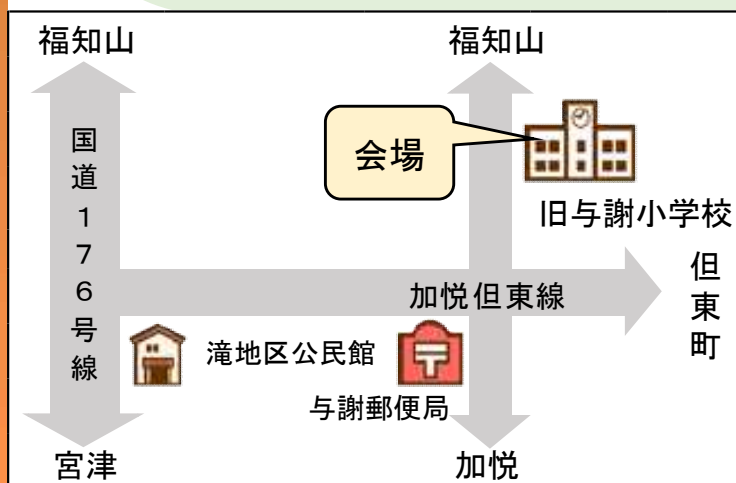 福知山
福知山
国道１７６号線
会場
旧与謝小学校
但東町
加悦但東線
滝地区公民館
与謝郵便局
宮津
加悦